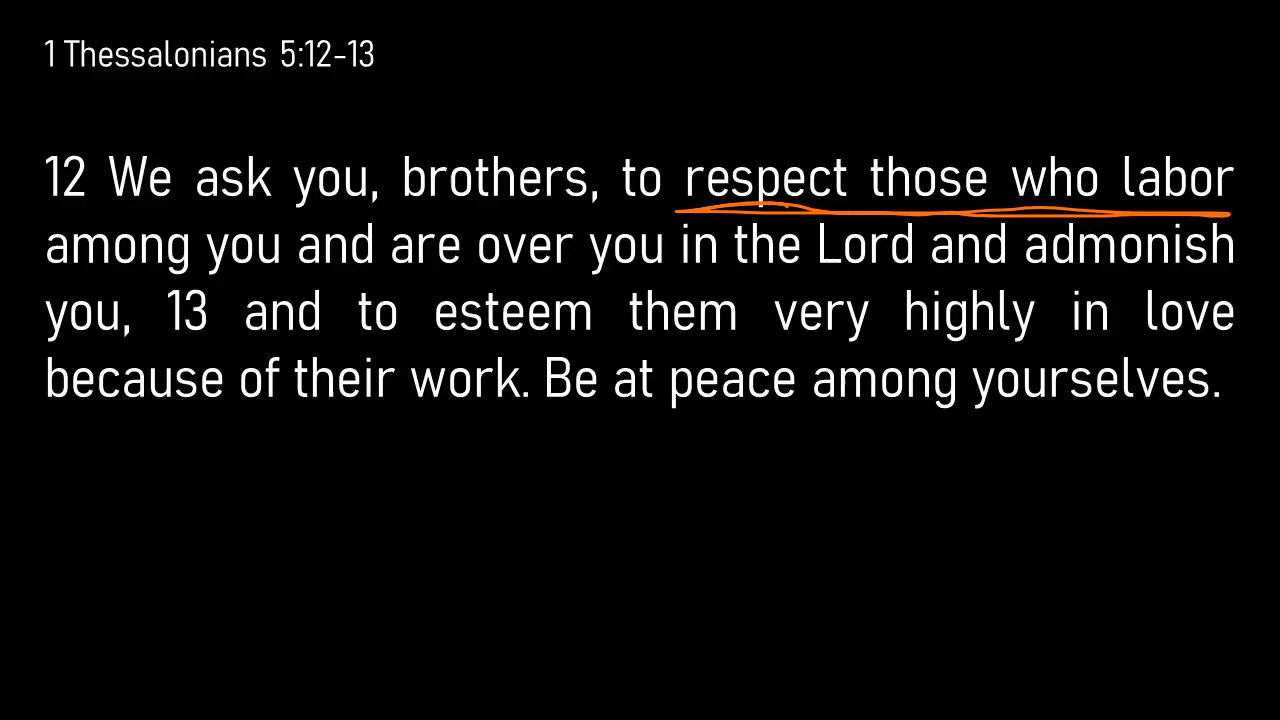 1 Thessalonians 5:12-13
12 We ask you, brothers, to respect those who labor
among you and are over you in the Lord and admonish
you, 13 and to esteem them very highly in love
because of their work. Be at peace among yourselves.